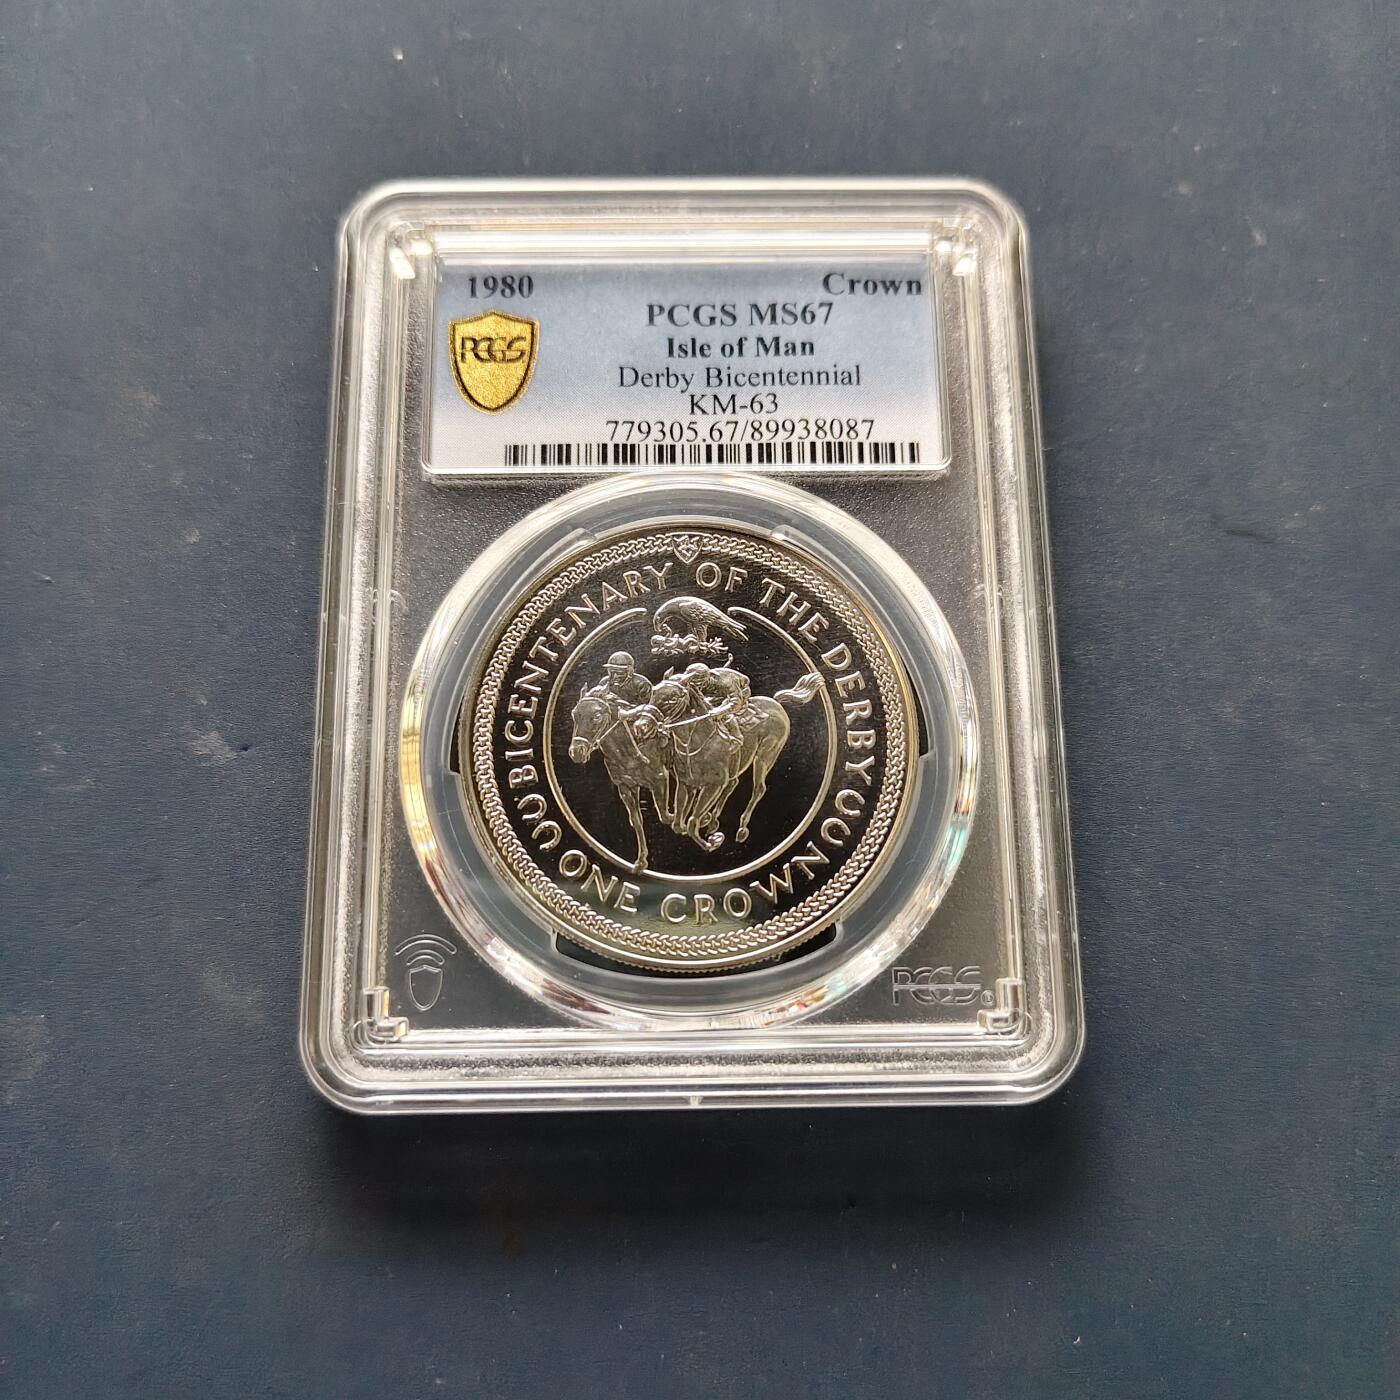 1980 Crown
PCGS MS67
Isle of Man
Derby Bicentennial
KM-63
779305.67/89938087
PCGS
BICENTENARY OF THE DERBY
ONE CROWN
PCGS